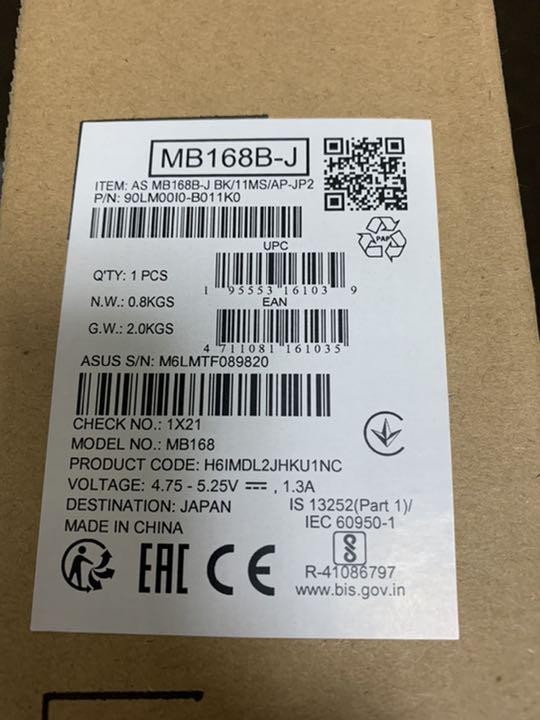 MB168B-J
ITEM: AS MB168B-J BK/11MS/AP-JP2
P/N: 90LM00I0-B011K0
PAP
UPC
Q'TY: 1 PCS
1 95553 16103 9
N.W.: 0.8KGS
EAN
G.W.: 2.0KGS
4 711081 161035
ASUS S/N: M6LMTF089820
CHECK NO.: 1X21
MODEL NO.: MB168
PRODUCT CODE: H6IMDL2JHKU1NC
VOLTAGE: 4.75 - 5.25V ⎓ , 1.3A
DESTINATION: JAPAN
IS 13252(Part 1)/
IEC 60950-1
MADE IN CHINA
EAC CE
R-41086797
www.bis.gov.in